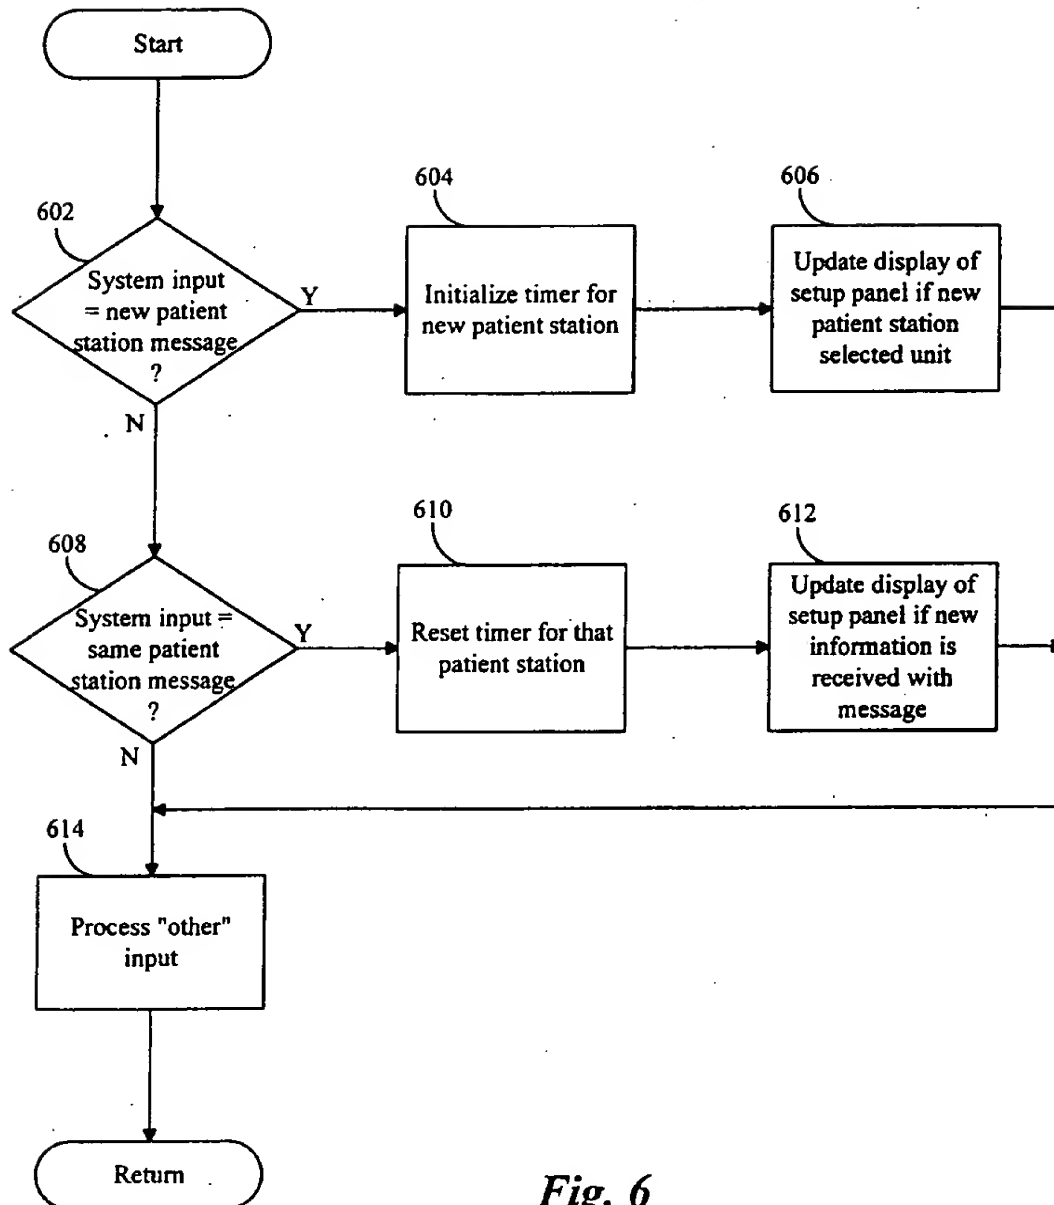 Start
602
System input
= new patient
station message
?
Y
N
604
Initialize timer for
new patient station
606
Update display of
setup panel if new
patient station
selected unit
608
System input =
same patient
station message
?
Y
N
610
Reset timer for that
patient station
612
Update display of
setup panel if new
information is
received with
message
614
Process "other"
input
Return
Fig. 6